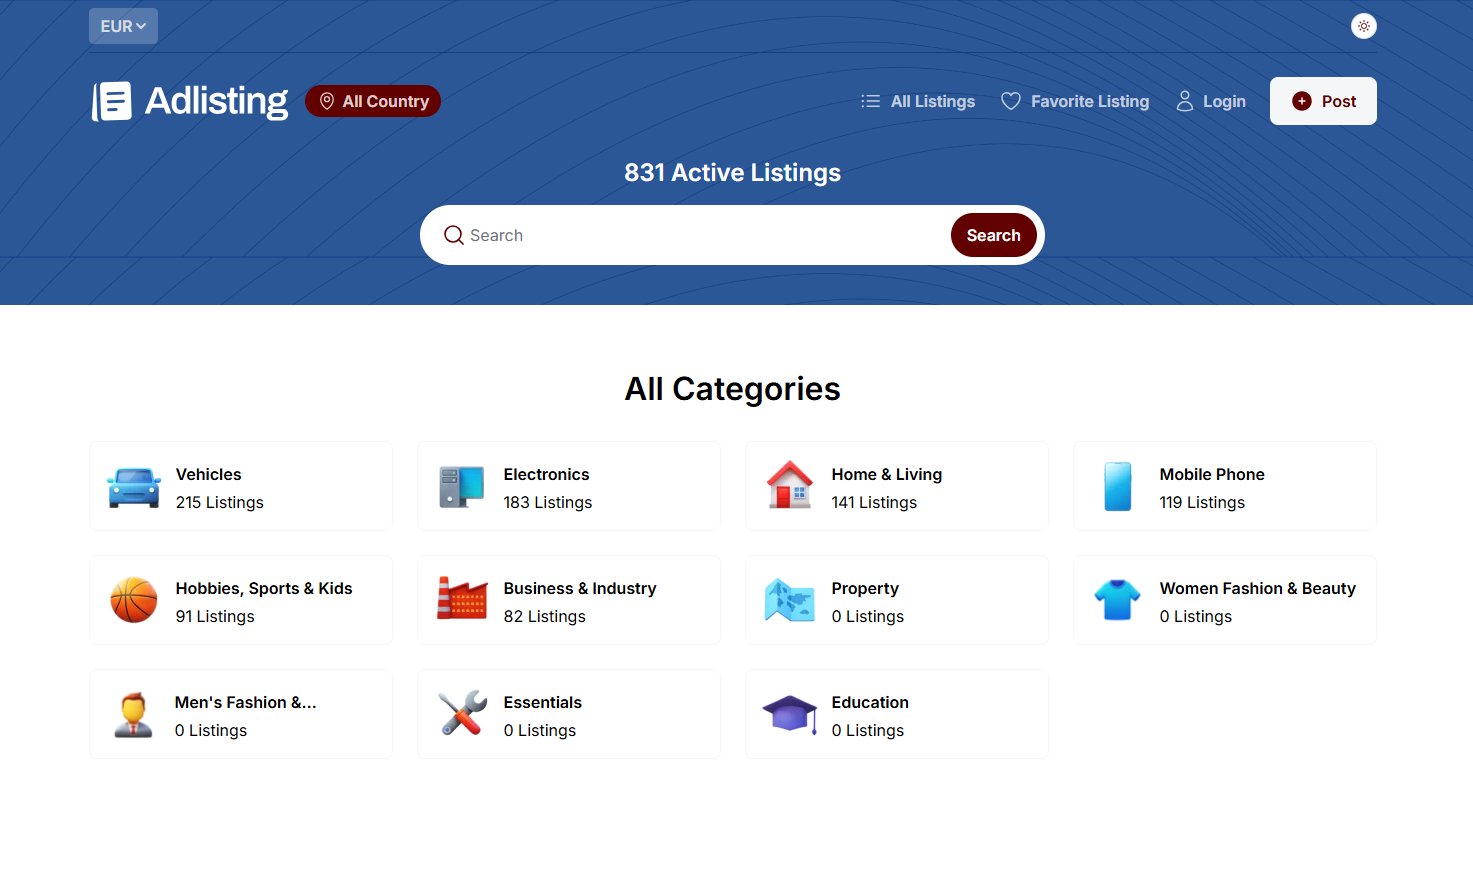 EUR
Adlisting
All Country
All Listings
Favorite Listing
Login
Post
831 Active Listings
Search
Search
All Categories
Vehicles
215 Listings
Electronics
183 Listings
Home & Living
141 Listings
Mobile Phone
119 Listings
Hobbies, Sports & Kids
91 Listings
Business & Industry
82 Listings
Property
0 Listings
Women Fashion & Beauty
0 Listings
Men's Fashion &...
0 Listings
Essentials
0 Listings
Education
0 Listings